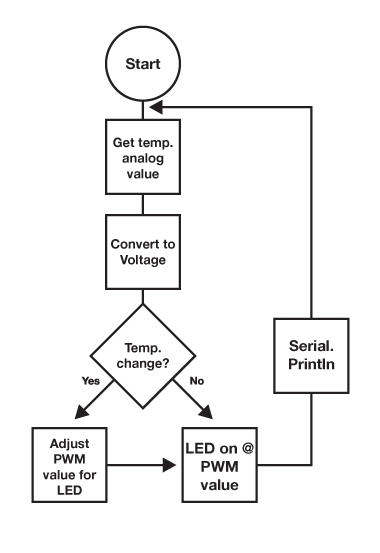 Start
Get temp.
analog
value
Convert to
Voltage
Temp.
change?
Yes
No
Serial.
Println
Adjust
PWM
value for
LED
LED on @
PWM
value